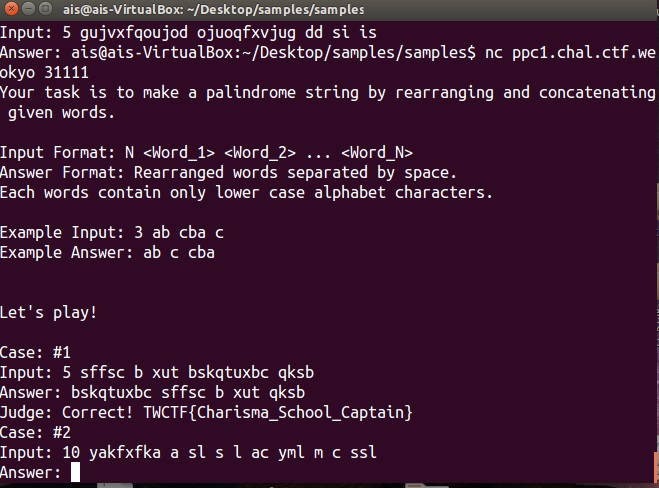 ais@ais-VirtualBox: ~/Desktop/samples/samples
Input: 5 gujvxfqoujod ojuoqfxvjug dd si is
Answer: ais@ais-VirtualBox:~/Desktop/samples/samples$ nc ppc1.chal.ctf.we
okyo 31111
Your task is to make a palindrome string by rearranging and concatenating
given words.
Input Format: N <Word_1> <Word_2> ... <Word_N>
Answer Format: Rearranged words separated by space.
Each words contain only lower case alphabet characters.
Example Input: 3 ab cba c
Example Answer: ab c cba
Let's play!
Case: #1
Input: 5 sffsc b xut bskqtuxbc qksb
Answer: bskqtuxbc sffsc b xut qksb
Judge: Correct! TWCTF{Charisma_School_Captain}
Case: #2
Input: 10 yakfxfka a sl s l ac yml m c ssl
Answer: